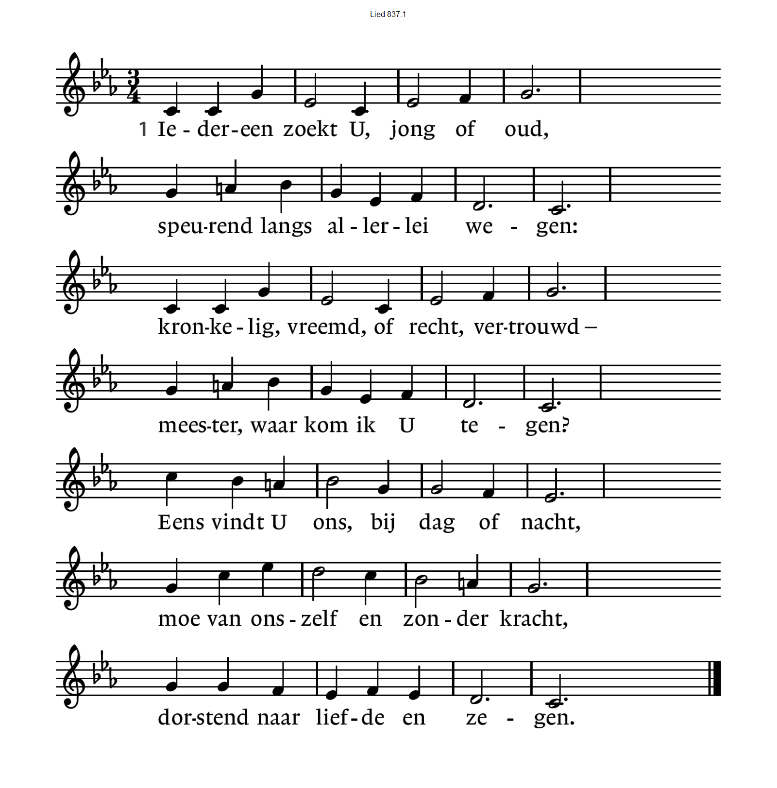 Lied 837:1
3
4
1 Ie - der - een zoekt U, jong of oud,
speu - rend langs al - ler - lei we - gen:
kron - ke - lig, vreemd, of recht, ver - trouwd –
mees - ter, waar kom ik U te - gen?
Eens vindt U ons, bij dag of nacht,
moe van ons - zelf en zon - der kracht,
dor - stend naar lief - de en ze - gen.